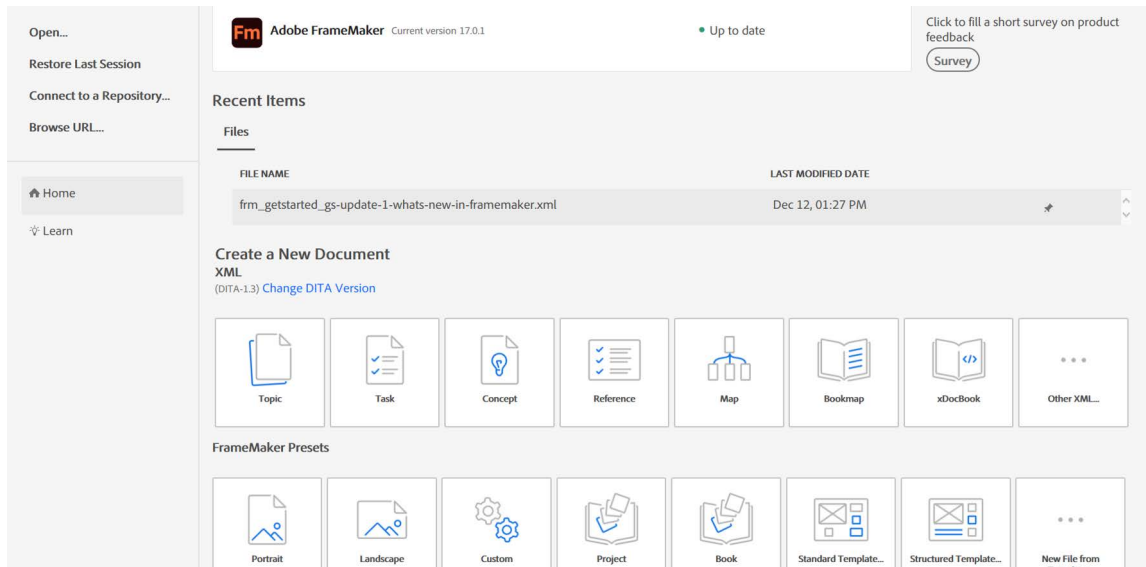 Open...
Restore Last Session
Connect to a Repository...
Browse URL...
Home
Learn
Fm Adobe FrameMaker Current version 17.0.1 Up to date
Click to fill a short survey on product
feedback
Survey
Recent Items
Files
FILE NAME LAST MODIFIED DATE
frm_getstarted_gs-update-1-whats-new-in-framemaker.xml Dec 12, 01:27 PM
Create a New Document
XML
(DITA-1.3) Change DITA Version
</>
Topic Task Concept Reference Map Bookmap xDocBook Other XML...
FrameMaker Presets
Portrait Landscape Custom Project Book Standard Template... Structured Template... New File from